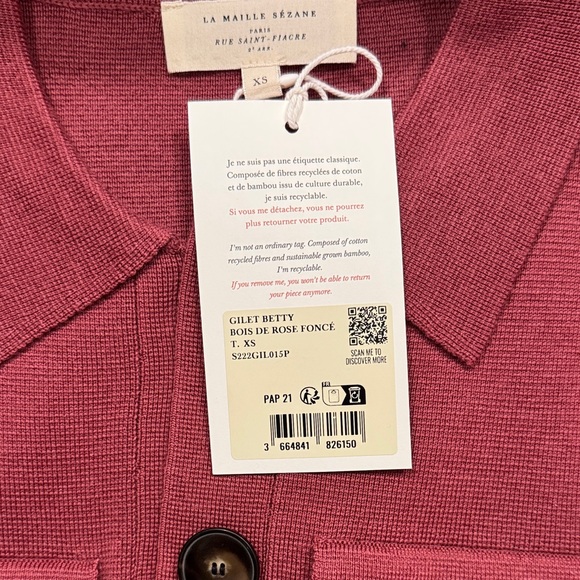 LA MAILLE SÉZANE
PARIS
RUE SAINT-FIACRE
2e ARR.
XS
Je ne suis pas une étiquette classique.
Composée de fibres recyclées de coton
et de bambou issu de culture durable,
je suis recyclable.
Si vous me détachez, vous ne pourrez
plus retourner votre produit.
I'm not an ordinary tag. Composed of cotton
recycled fibres and sustainable grown bamboo,
I'm recyclable.
If you remove me, you won't be able to return
your piece anymore.
GILET BETTY
BOIS DE ROSE FONCÉ
T. XS
S222GIL015P
SCAN ME TO
DISCOVER MORE
PAP 21
3 664841 826150